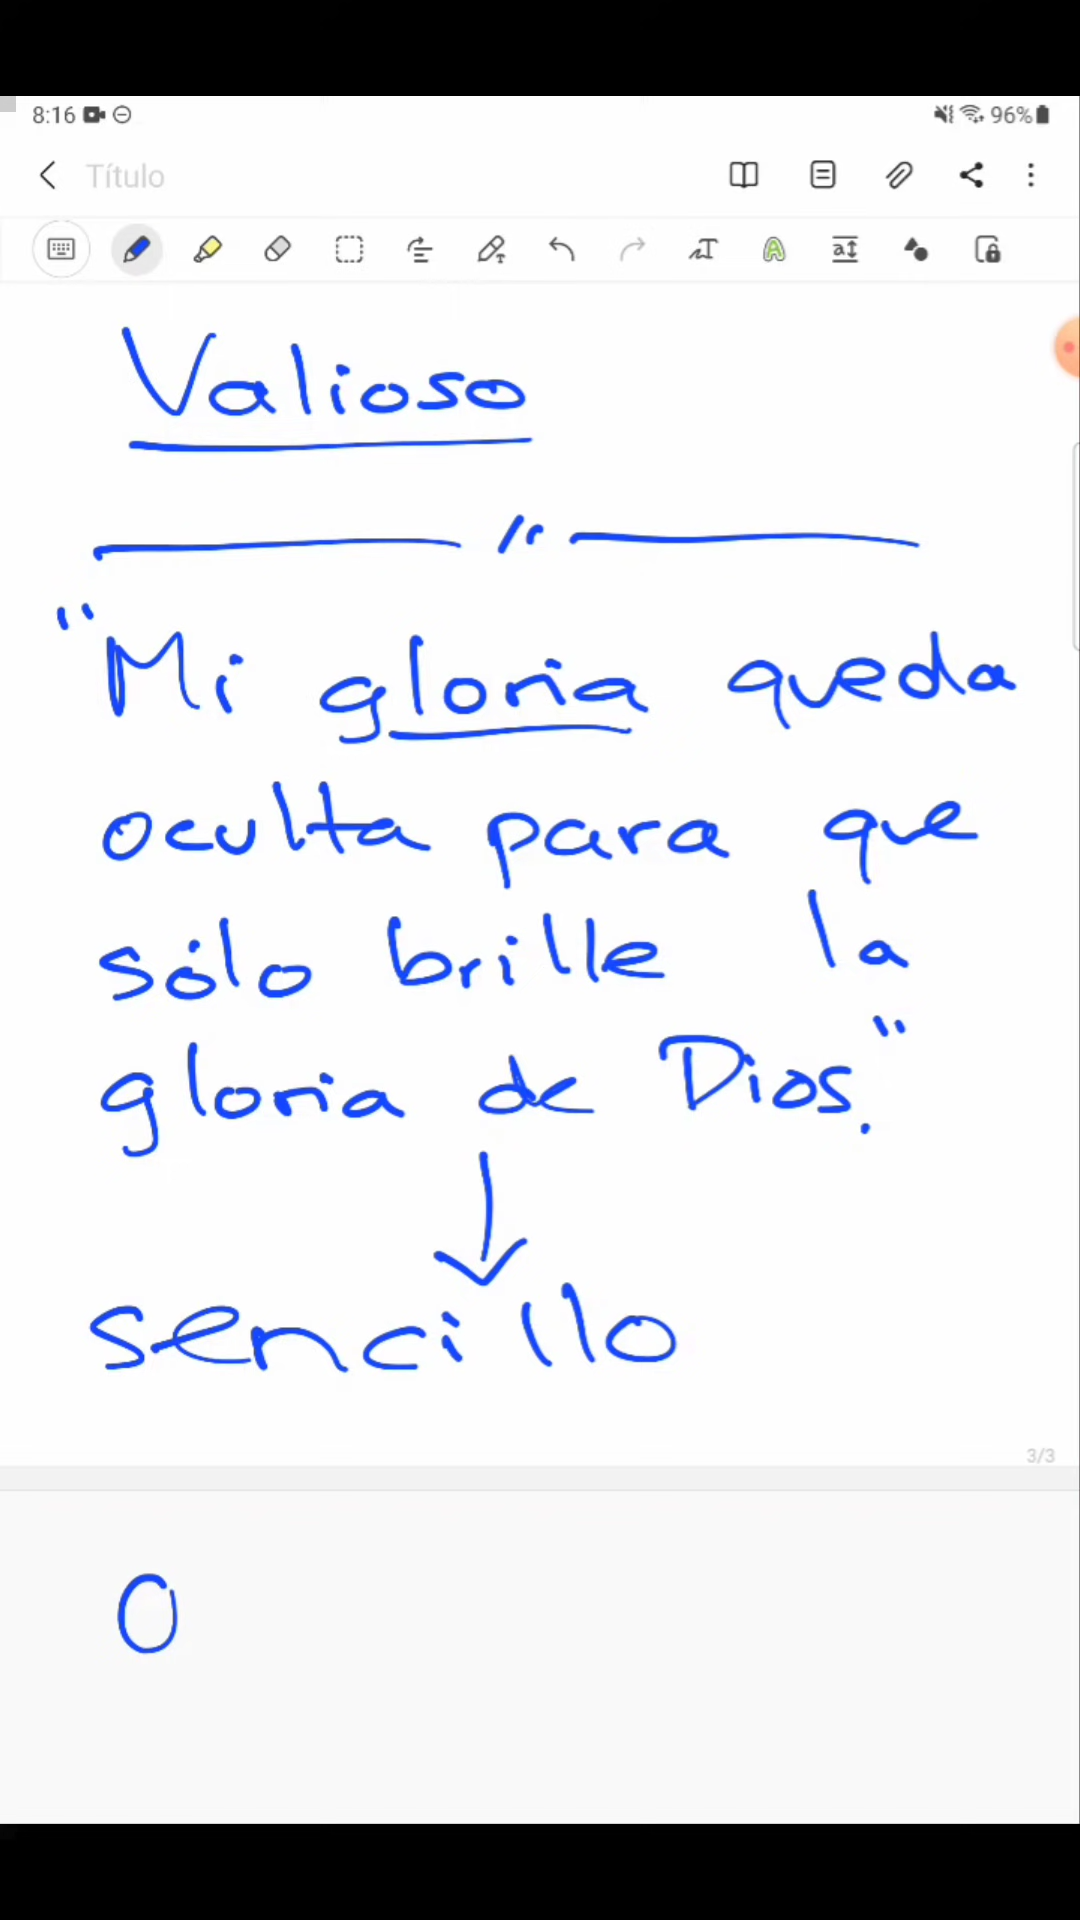 8:16 96%
Título
Valioso
"
"Mi gloria queda
oculta para que
sólo brille la
gloria de Dios."
sencillo
3/3
O